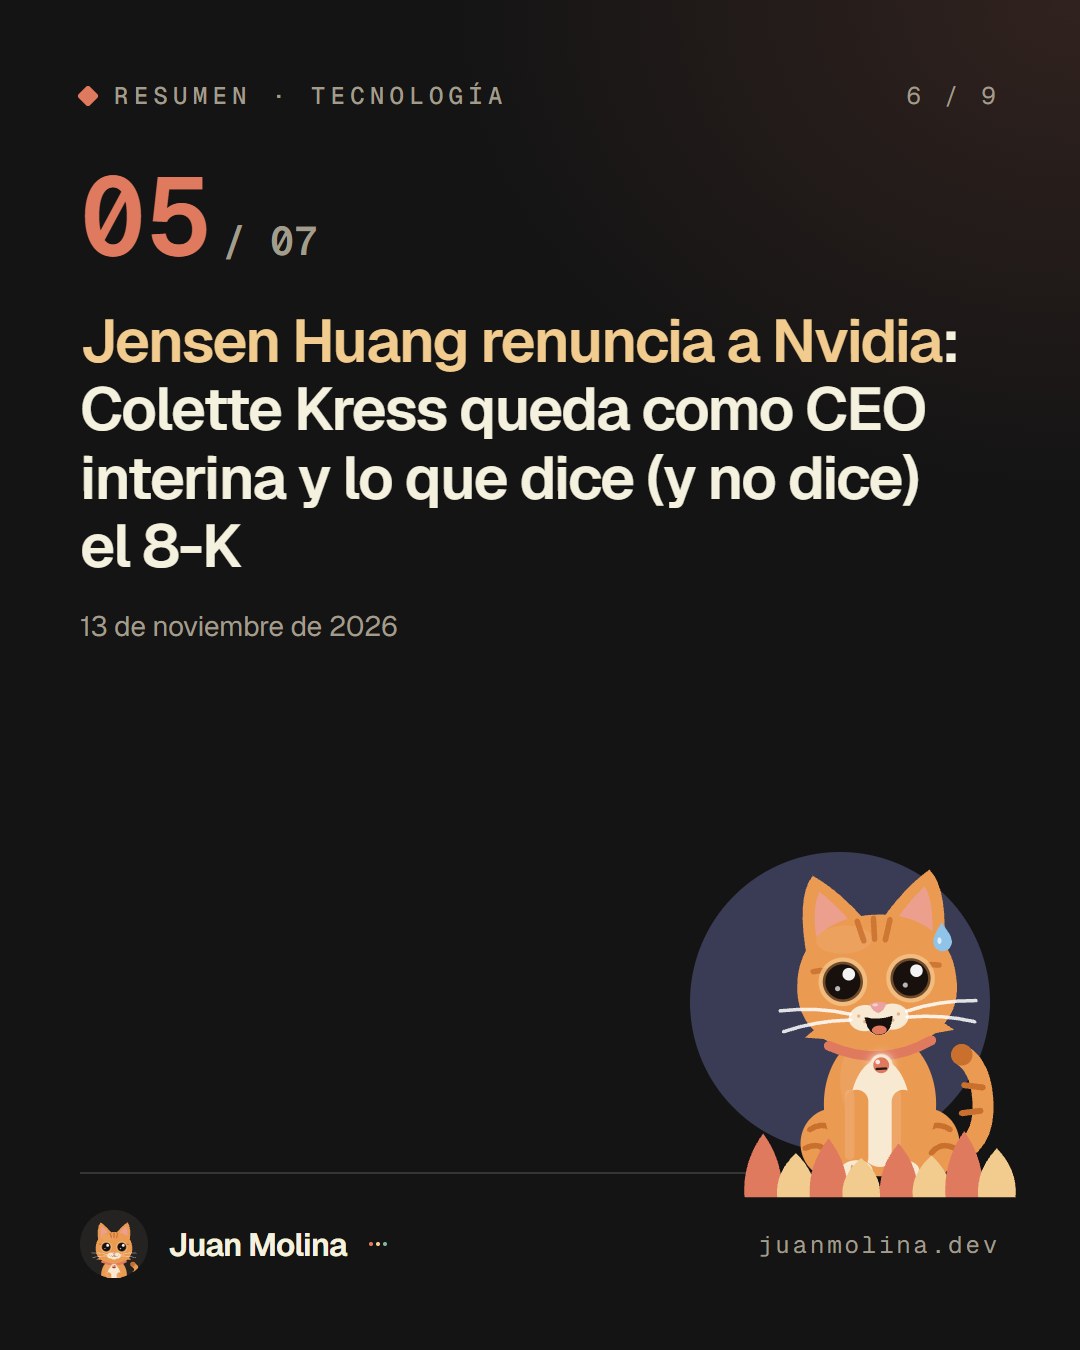 RESUMEN · TECNOLOGÍA
6 / 9
05 / 07
Jensen Huang renuncia a Nvidia:
Colette Kress queda como CEO
interina y lo que dice (y no dice)
el 8-K
13 de noviembre de 2026
Juan Molina
juanmolina.dev